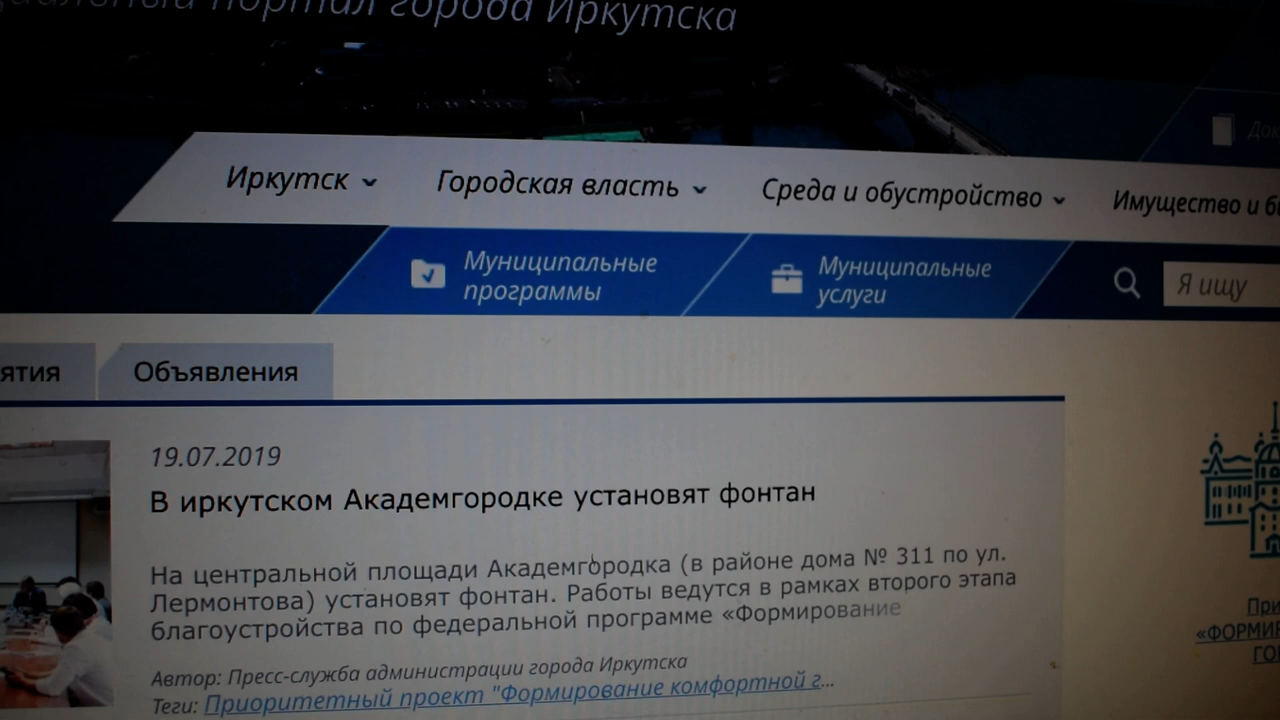 портал города Иркутска
Иркутск
Городская власть
Среда и обустройство
Имущество и
Муниципальные
программы
Муниципальные
услуги
Я ищу
Объявления
19.07.2019
В иркутском Академгородке установят фонтан
На центральной площади Академгородка (в районе дома № 311 по ул.
Лермонтова) установят фонтан. Работы ведутся в рамках второго этапа
благоустройства по федеральной программе «Формирование
Автор: Пресс-служба администрации города Иркутска
Теги: Приоритетный проект "Формирование комфортной г...